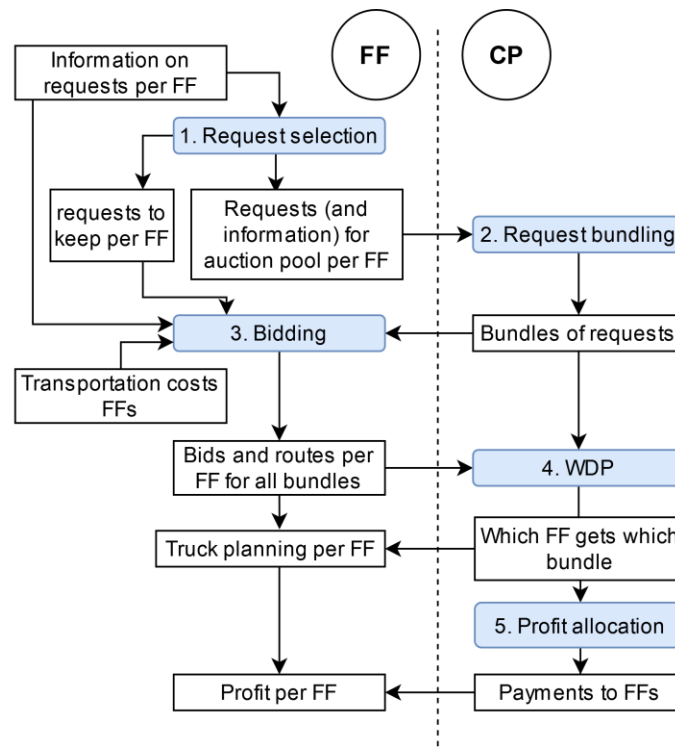 FF
CP
Information on
requests per FF
1. Request selection
requests to
keep per FF
Requests (and
information) for
auction pool per FF
2. Request bundling
3. Bidding
Bundles of requests
Transportation costs
FFs
Bids and routes per
FF for all bundles
4. WDP
Truck planning per FF
Which FF gets which
bundle
5. Profit allocation
Profit per FF
Payments to FFs